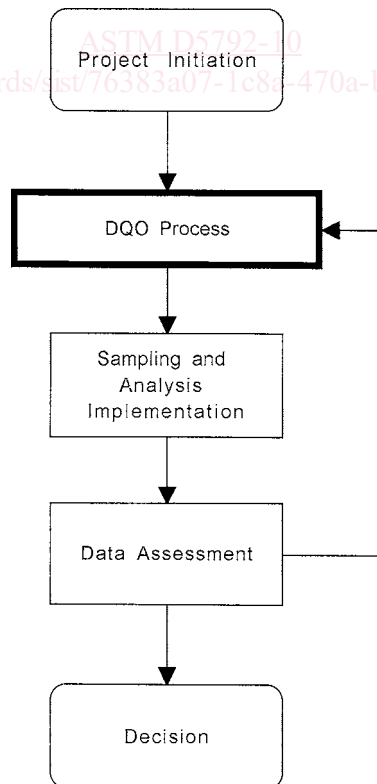 ASTM D5792-10
Project Initiation
rds/sist/76383a07-1c8a-470a-b
DQO Process
Sampling and
Analysis
Implementation
Data Assessment
Decision